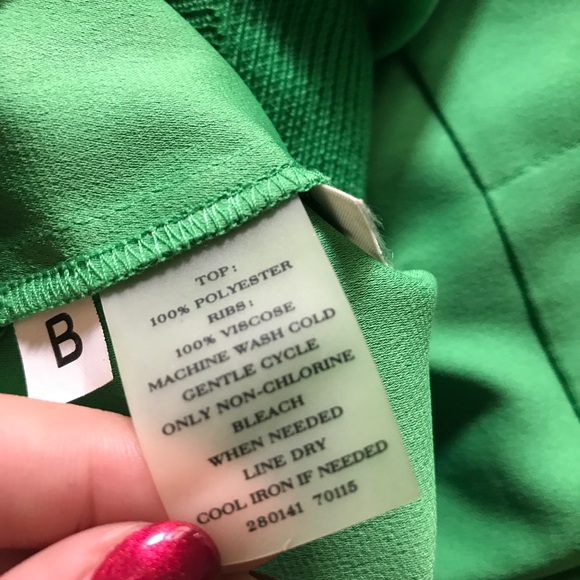 B
TOP:
100% POLYESTER
RIBS:
100% VISCOSE
MACHINE WASH COLD
GENTLE CYCLE
ONLY NON-CHLORINE
BLEACH
WHEN NEEDED
LINE DRY
COOL IRON IF NEEDED
280141 70115